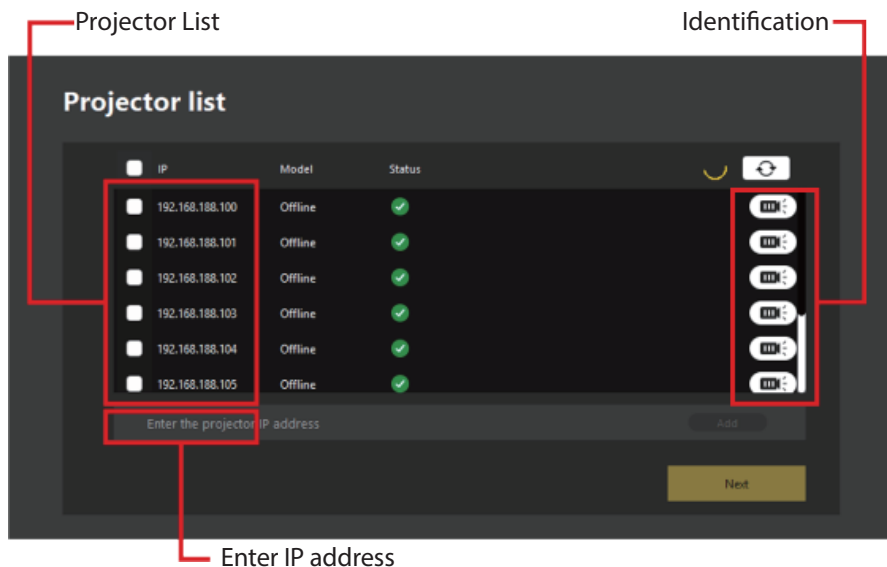 Projector List Identification
Projector list
IP Model Status
192.168.188.100 Offline
192.168.188.101 Offline
192.168.188.102 Offline
192.168.188.103 Offline
192.168.188.104 Offline
192.168.188.105 Offline
Enter the projector IP address Add
Next
Enter IP address